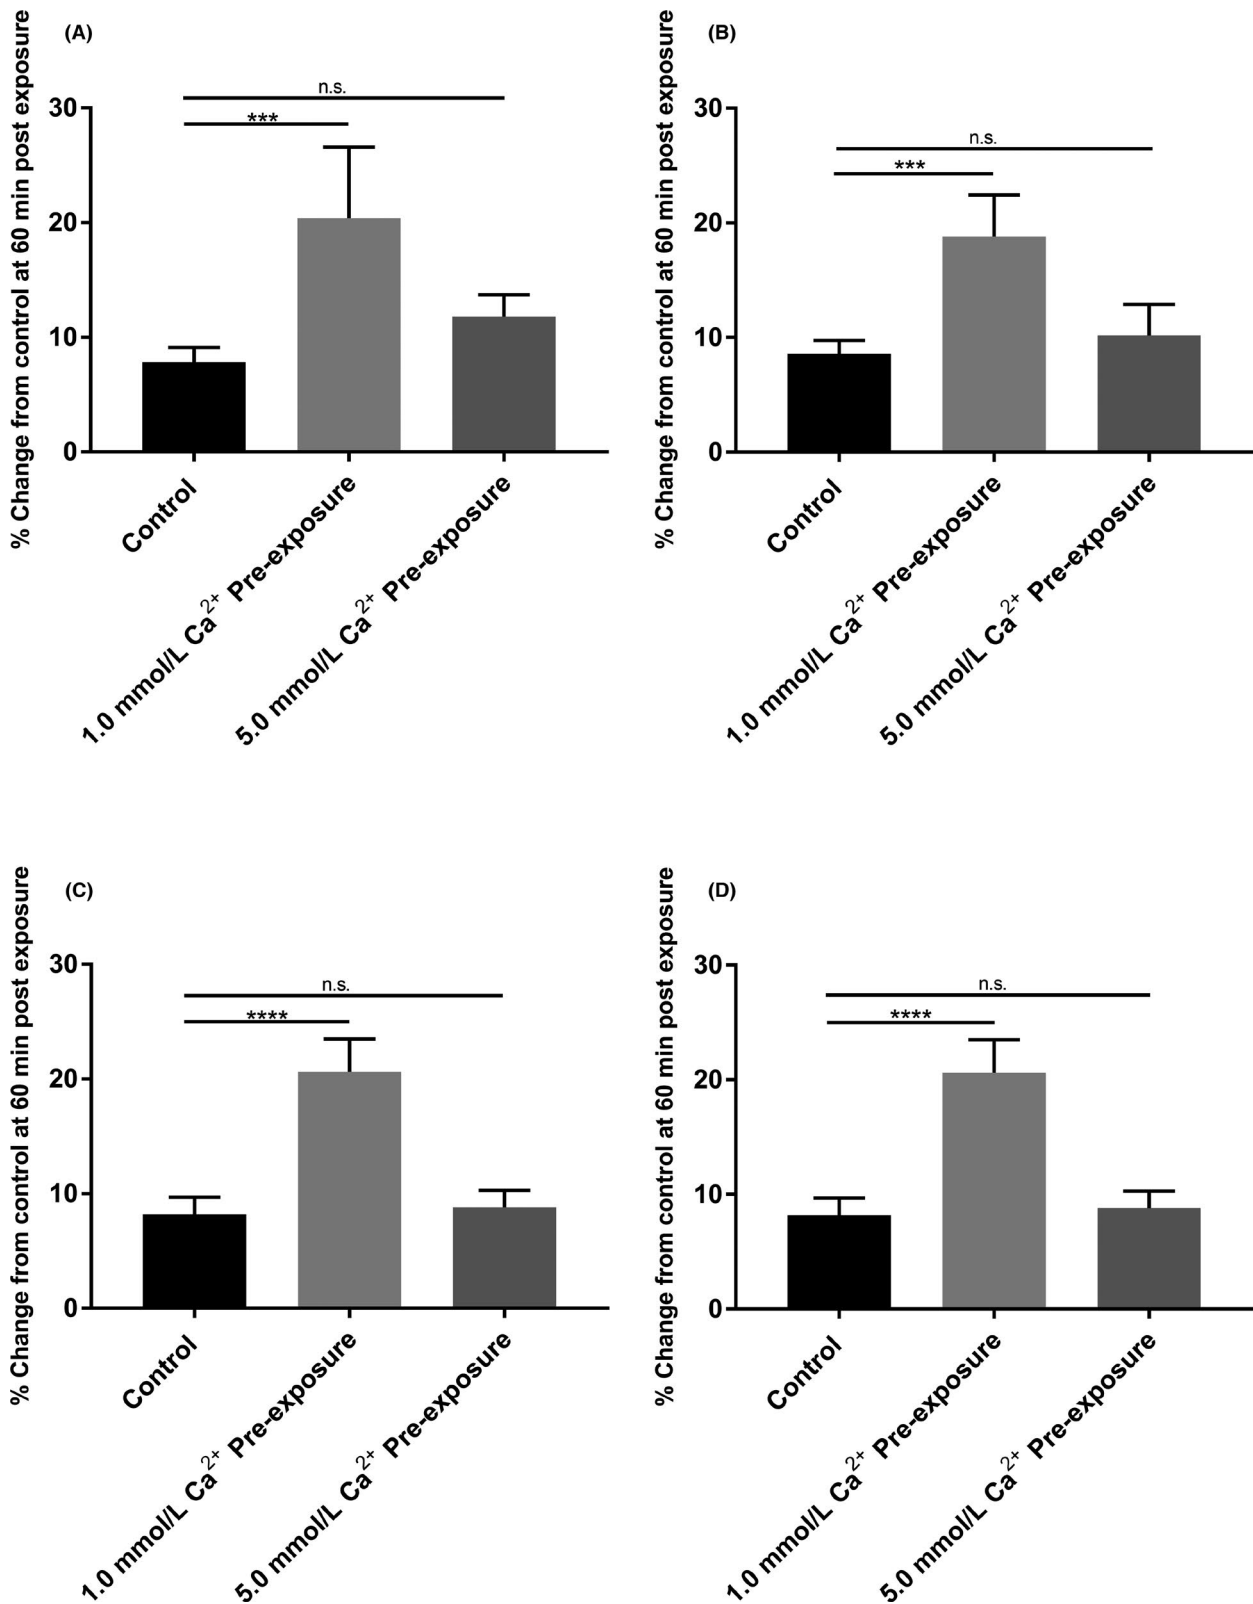 (A)
% Change from control at 60 min post exposure
30
20
10
0
n.s.
***
Control
1.0 mmol/L Ca²⁺ Pre-exposure
5.0 mmol/L Ca²⁺ Pre-exposure
(B)
% Change from control at 60 min post exposure
30
20
10
0
n.s.
***
Control
1.0 mmol/L Ca²⁺ Pre-exposure
5.0 mmol/L Ca²⁺ Pre-exposure
(C)
% Change from control at 60 min post exposure
30
20
10
0
n.s.
****
Control
1.0 mmol/L Ca²⁺ Pre-exposure
5.0 mmol/L Ca²⁺ Pre-exposure
(D)
% Change from control at 60 min post exposure
30
20
10
0
n.s.
****
Control
1.0 mmol/L Ca²⁺ Pre-exposure
5.0 mmol/L Ca²⁺ Pre-exposure